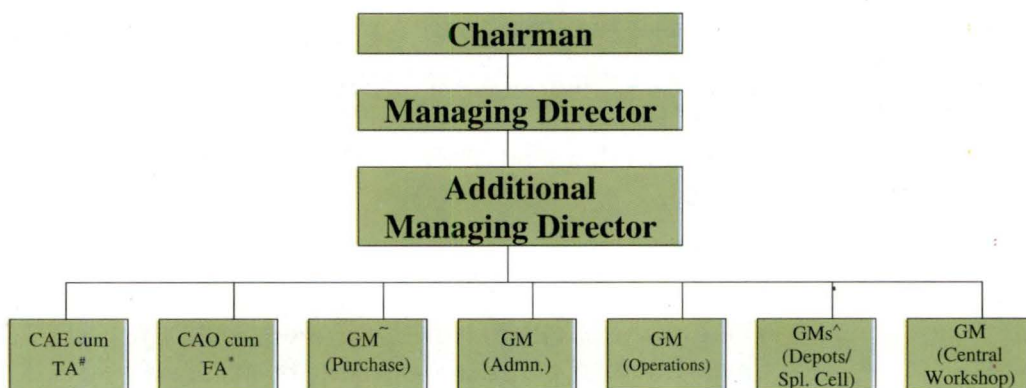 Chairman
Managing Director
Additional
Managing Director
CAE cum
TA#
CAO cum
FA*
GM~
(Purchase)
GM
(Admn.)
GM
(Operations)
GMs^
(Depots/
Spl. Cell)
GM
(Central
Workshop)